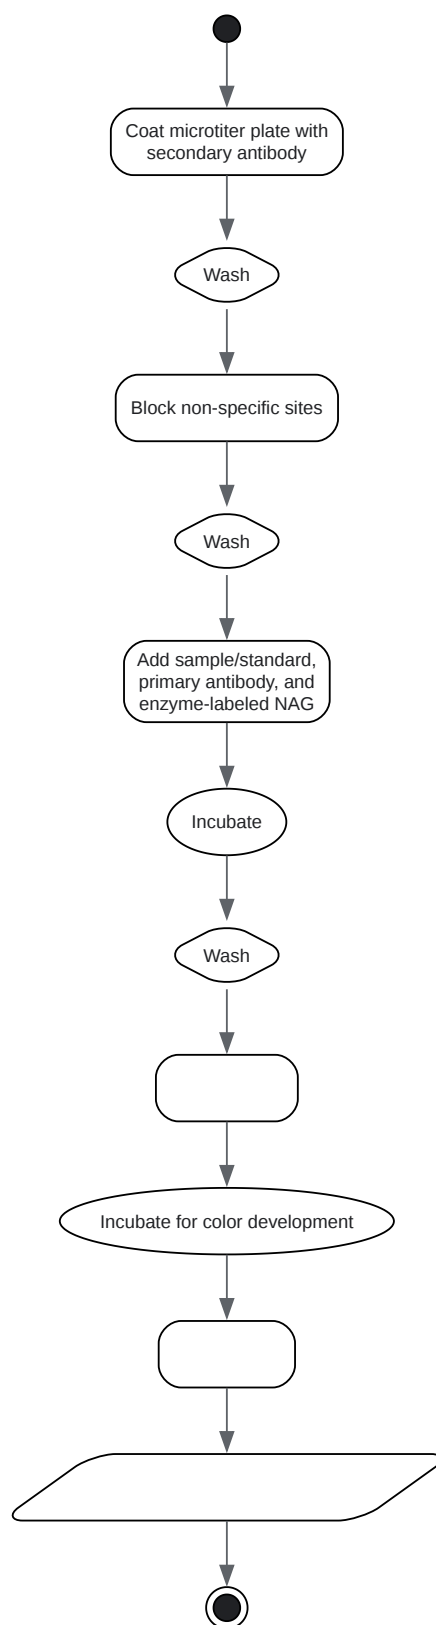 Coat microtiter plate with
secondary antibody
Wash
Block non-specific sites
Wash
Add sample/standard,
primary antibody, and
enzyme-labeled NAG
Incubate
Wash
Incubate for color development